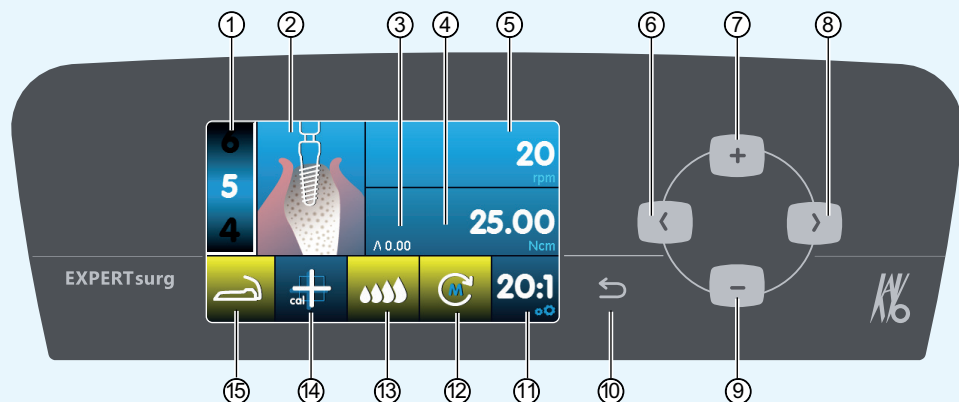 ① ② ③ ④ ⑤ ⑥ ⑦ ⑧
6
5
4
20
rpm
25.00
Ncm
Λ 0.00
cal
M
20:1
EXPERTsurg
KAVO
⑮ ⑭ ⑬ ⑫ ⑪ ⑩ ⑨